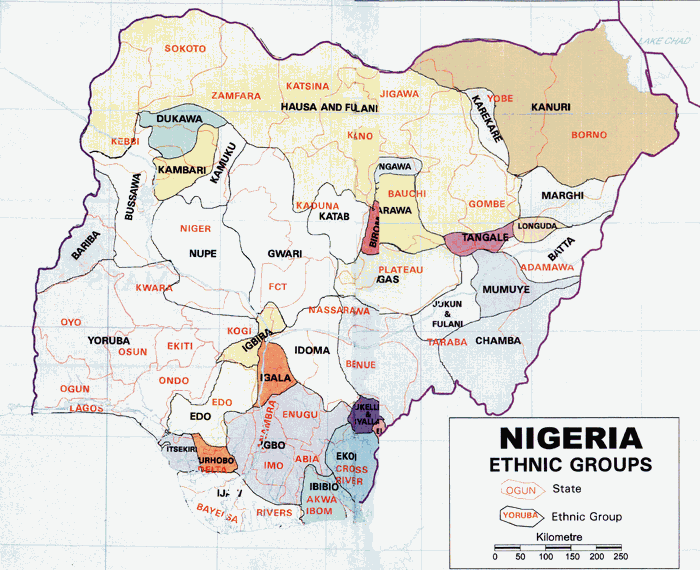 LAKE CHAD
SOKOTO
KATSINA
ZAMFARA
JIGAWA
YOBE
HAUSA AND FULANI
KANURI
KAREKARE
DUKAWA
KEBBI
KANO
BORNO
KAMBARI
KAMUKU
NGAWA
BUSSAWA
BAUCHI
MARGHI
KADUNA
KATAB
ARAWA
GOMBE
BIROM
NIGER
LONGUDA
TANGALE
BATTA
BARIBA
NUPE
GWARI
PLATEAU
ADAMAWA
GAS
FCT
KWARA
MUMUYE
JUKUN
&
FULANI
NASSARAWA
OYO
KOGI
IGBIRA
YORUBA
OSUN
EKITI
IDOMA
TARABA
CHAMBA
BENUE
ONDO
IGALA
OGUN
LAGOS
EDO
EDO
ENUGU
ANAMBRA
UKELLE
&
IYALLA
ITSEKIRI
IGBO
ABIA
EKOI
URHOBO
DELTA
IMO
CROSS
RIVER
IBIBIO
BAYELSA
RIVERS
AKWA
IBOM
NIGERIA
ETHNIC GROUPS
OGUN State
YORUBA Ethnic Group
Kilometre
0 50 100 150 200 250